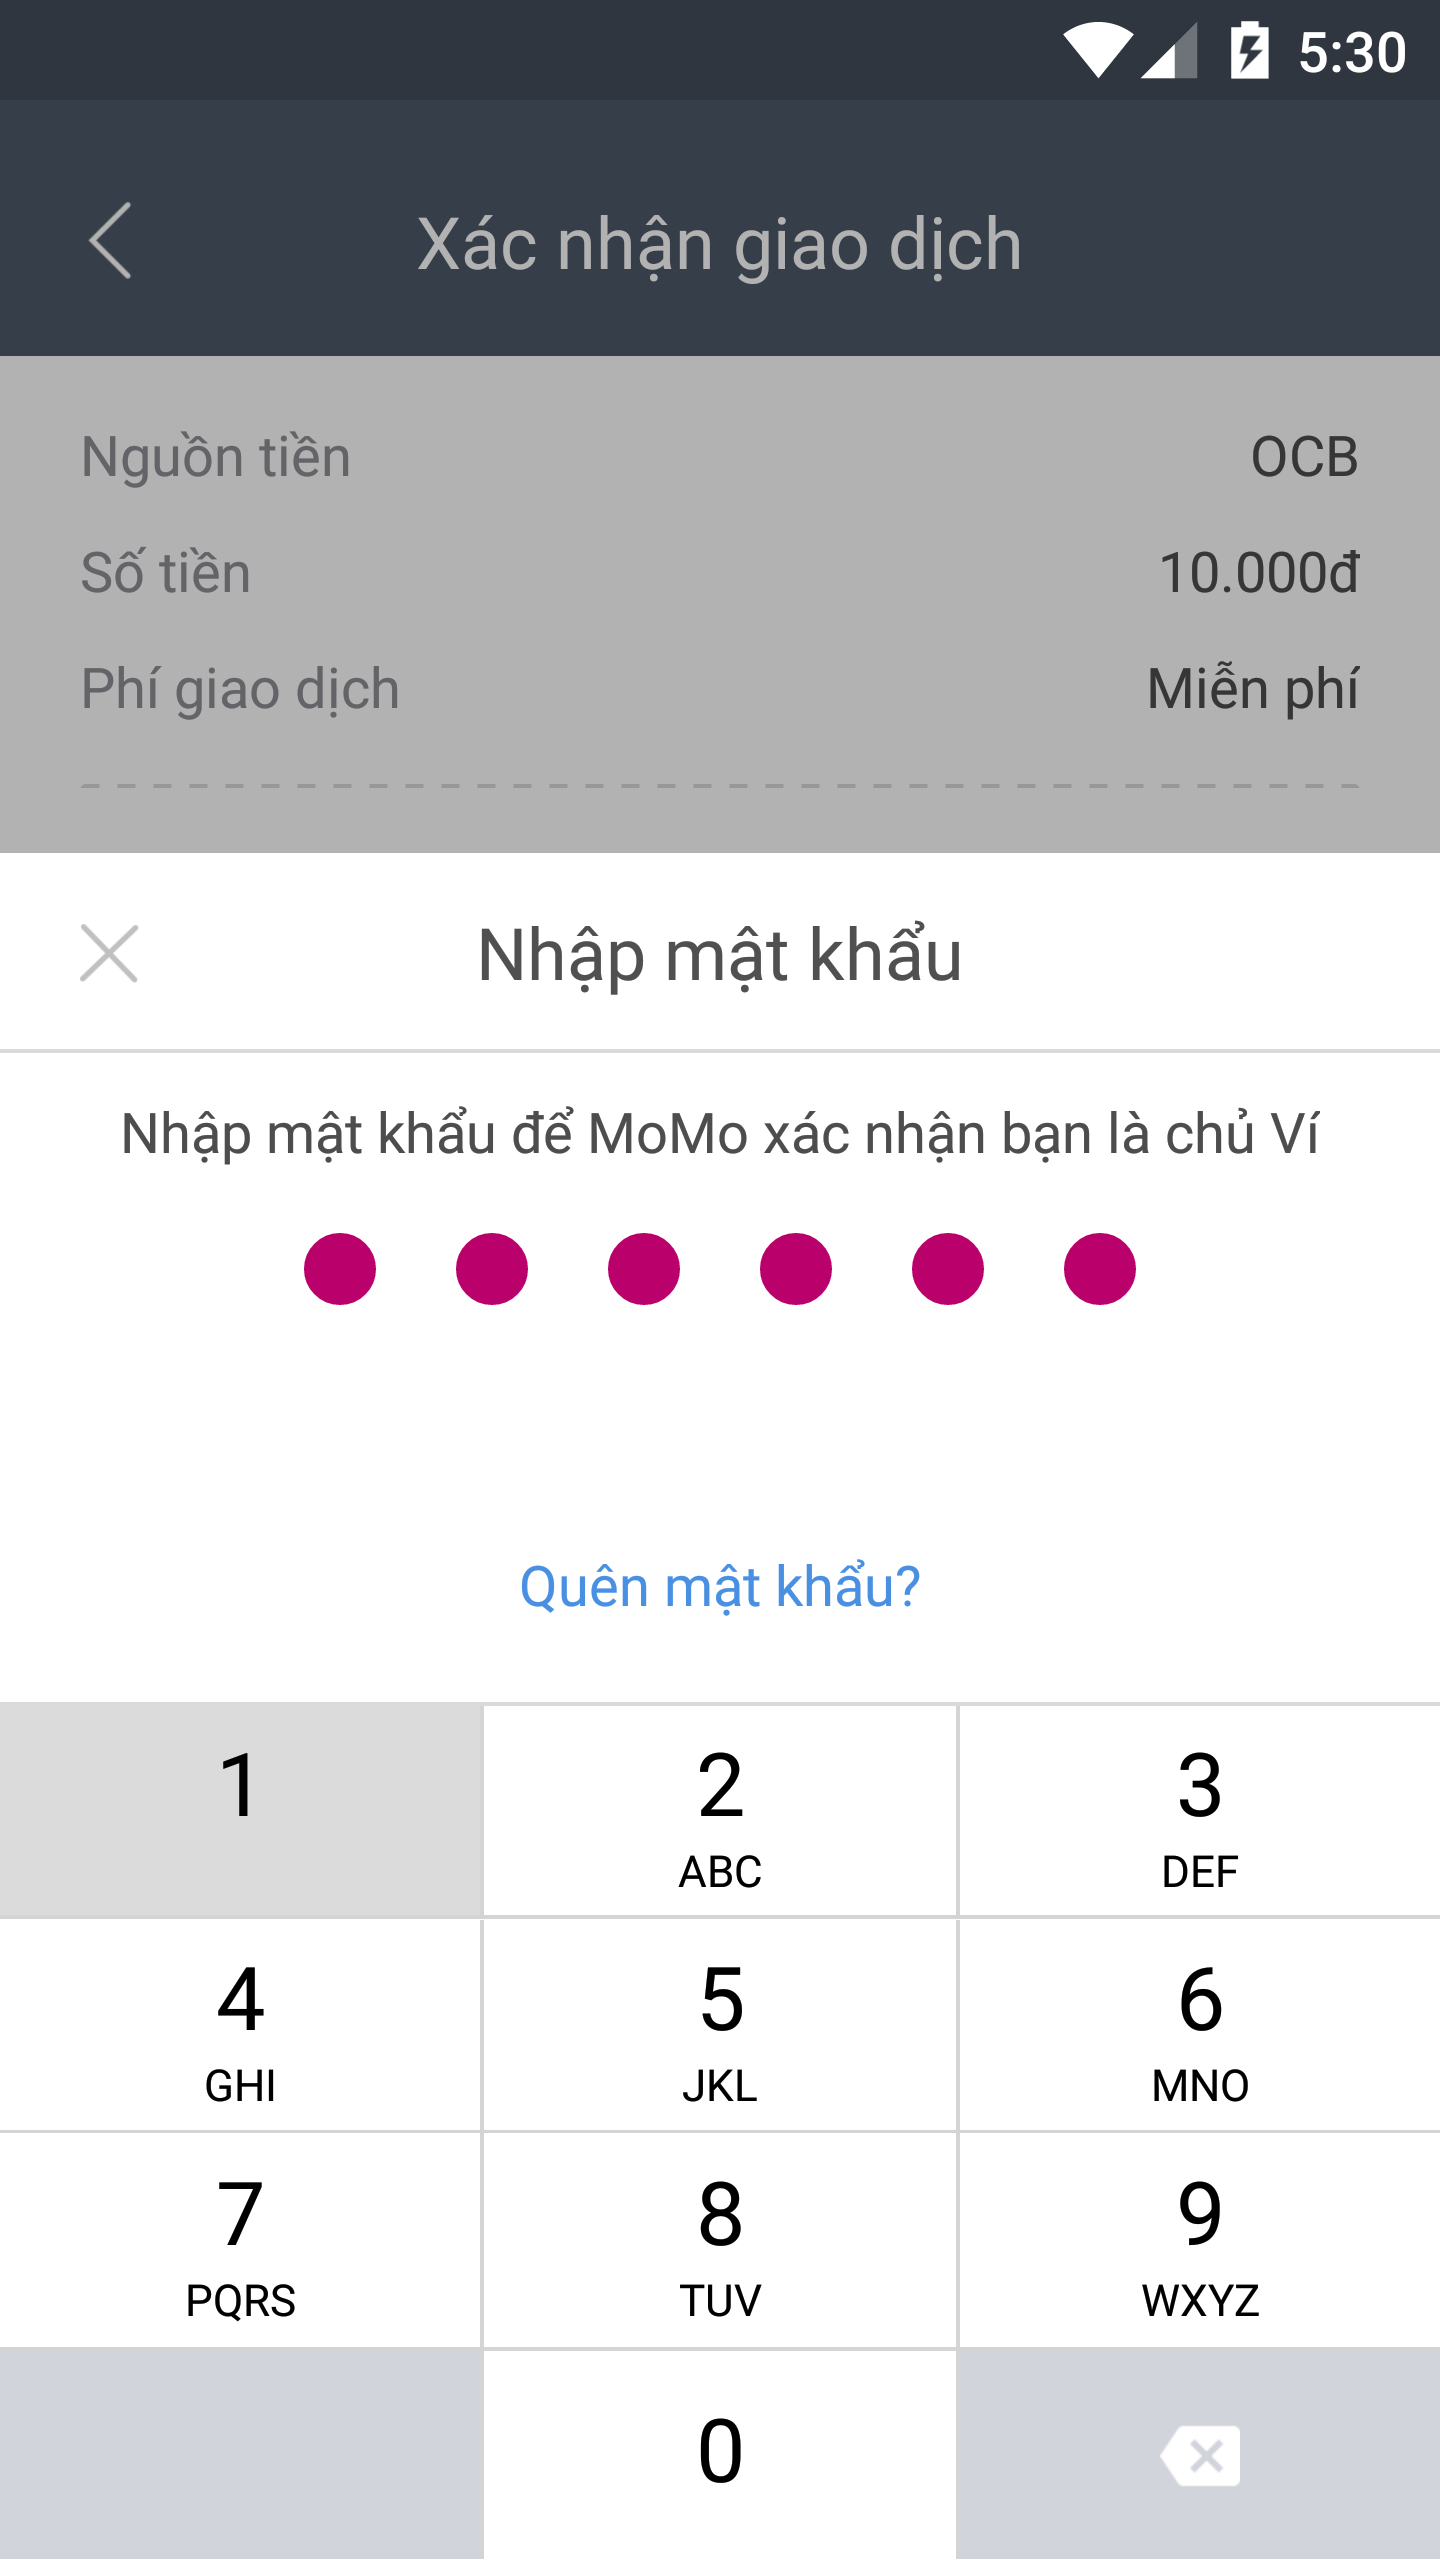 5:30
Xác nhận giao dịch
Nguồn tiền OCB
Số tiền 10.000đ
Phí giao dịch Miễn phí
Nhập mật khẩu
Nhập mật khẩu để MoMo xác nhận bạn là chủ Ví
Quên mật khẩu?
1 2 3
ABC DEF
4 5 6
GHI JKL MNO
7 8 9
PQRS TUV WXYZ
0